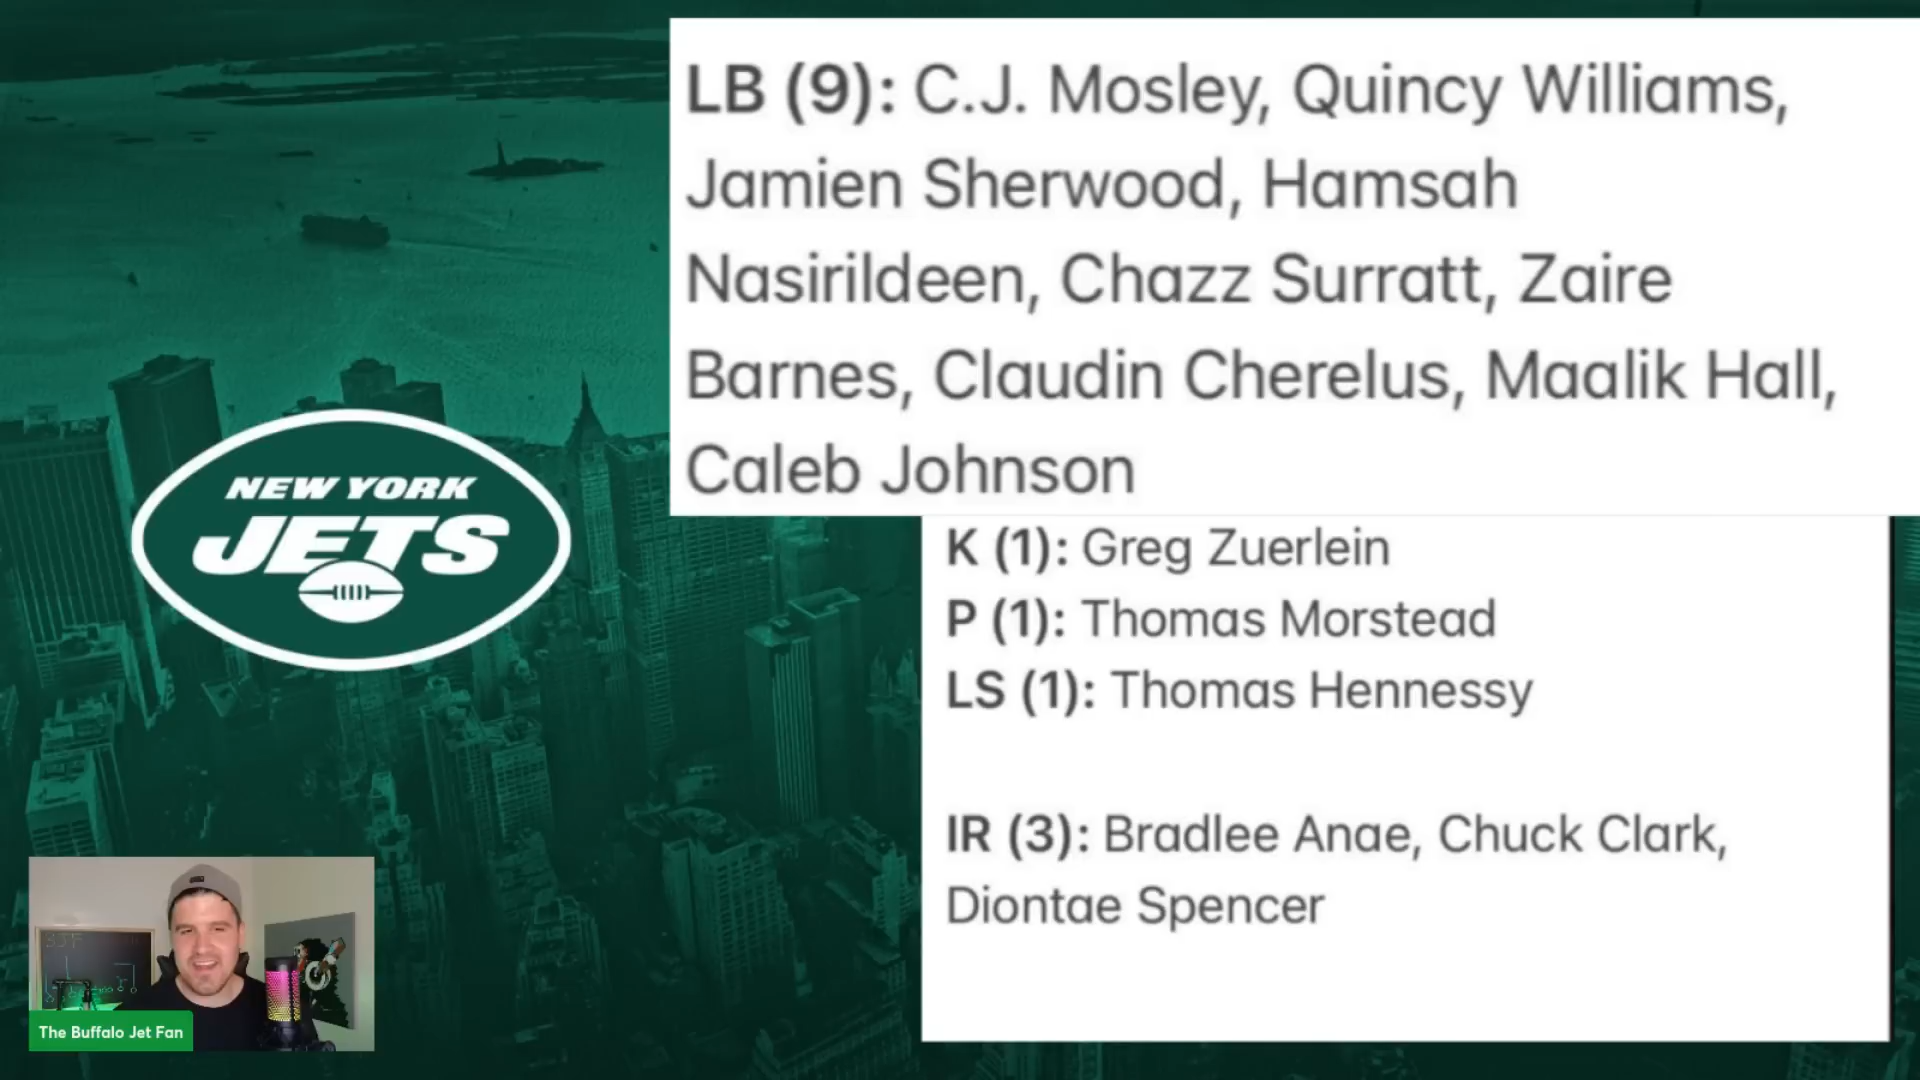 LB (9): C.J. Mosley, Quincy Williams,
Jamien Sherwood, Hamsah
Nasirildeen, Chazz Surratt, Zaire
Barnes, Claudin Cherelus, Maalik Hall,
Caleb Johnson
K (1): Greg Zuerlein
P (1): Thomas Morstead
LS (1): Thomas Hennessy
IR (3): Bradlee Anae, Chuck Clark,
Diontae Spencer
NEW YORK
JETS
The Buffalo Jet Fan